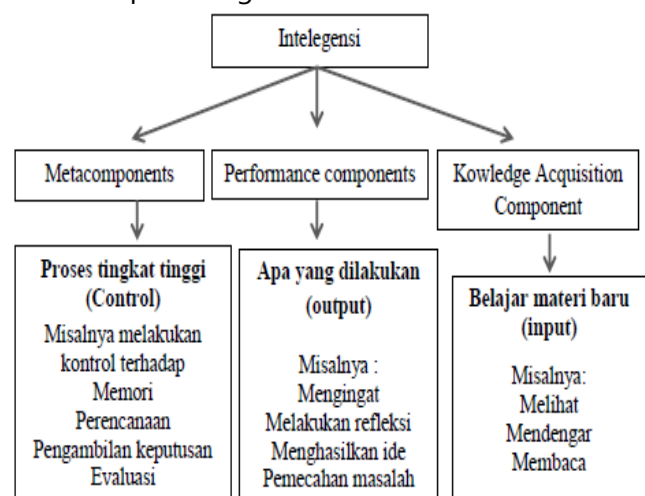 Intelegensi
Metacomponents
Performance components
Kowledge Acquisition
Component
Proses tingkat tinggi
(Control)
Misalnya melakukan
kontrol terhadap
Memori
Perencanaan
Pengambilan keputusan
Evaluasi
Apa yang dilakukan
(output)
Misalnya :
Mengingat
Melakukan refleksi
Menghasilkan ide
Pemecahan masalah
Belajar materi baru
(input)
Misalnya:
Melihat
Mendengar
Membaca